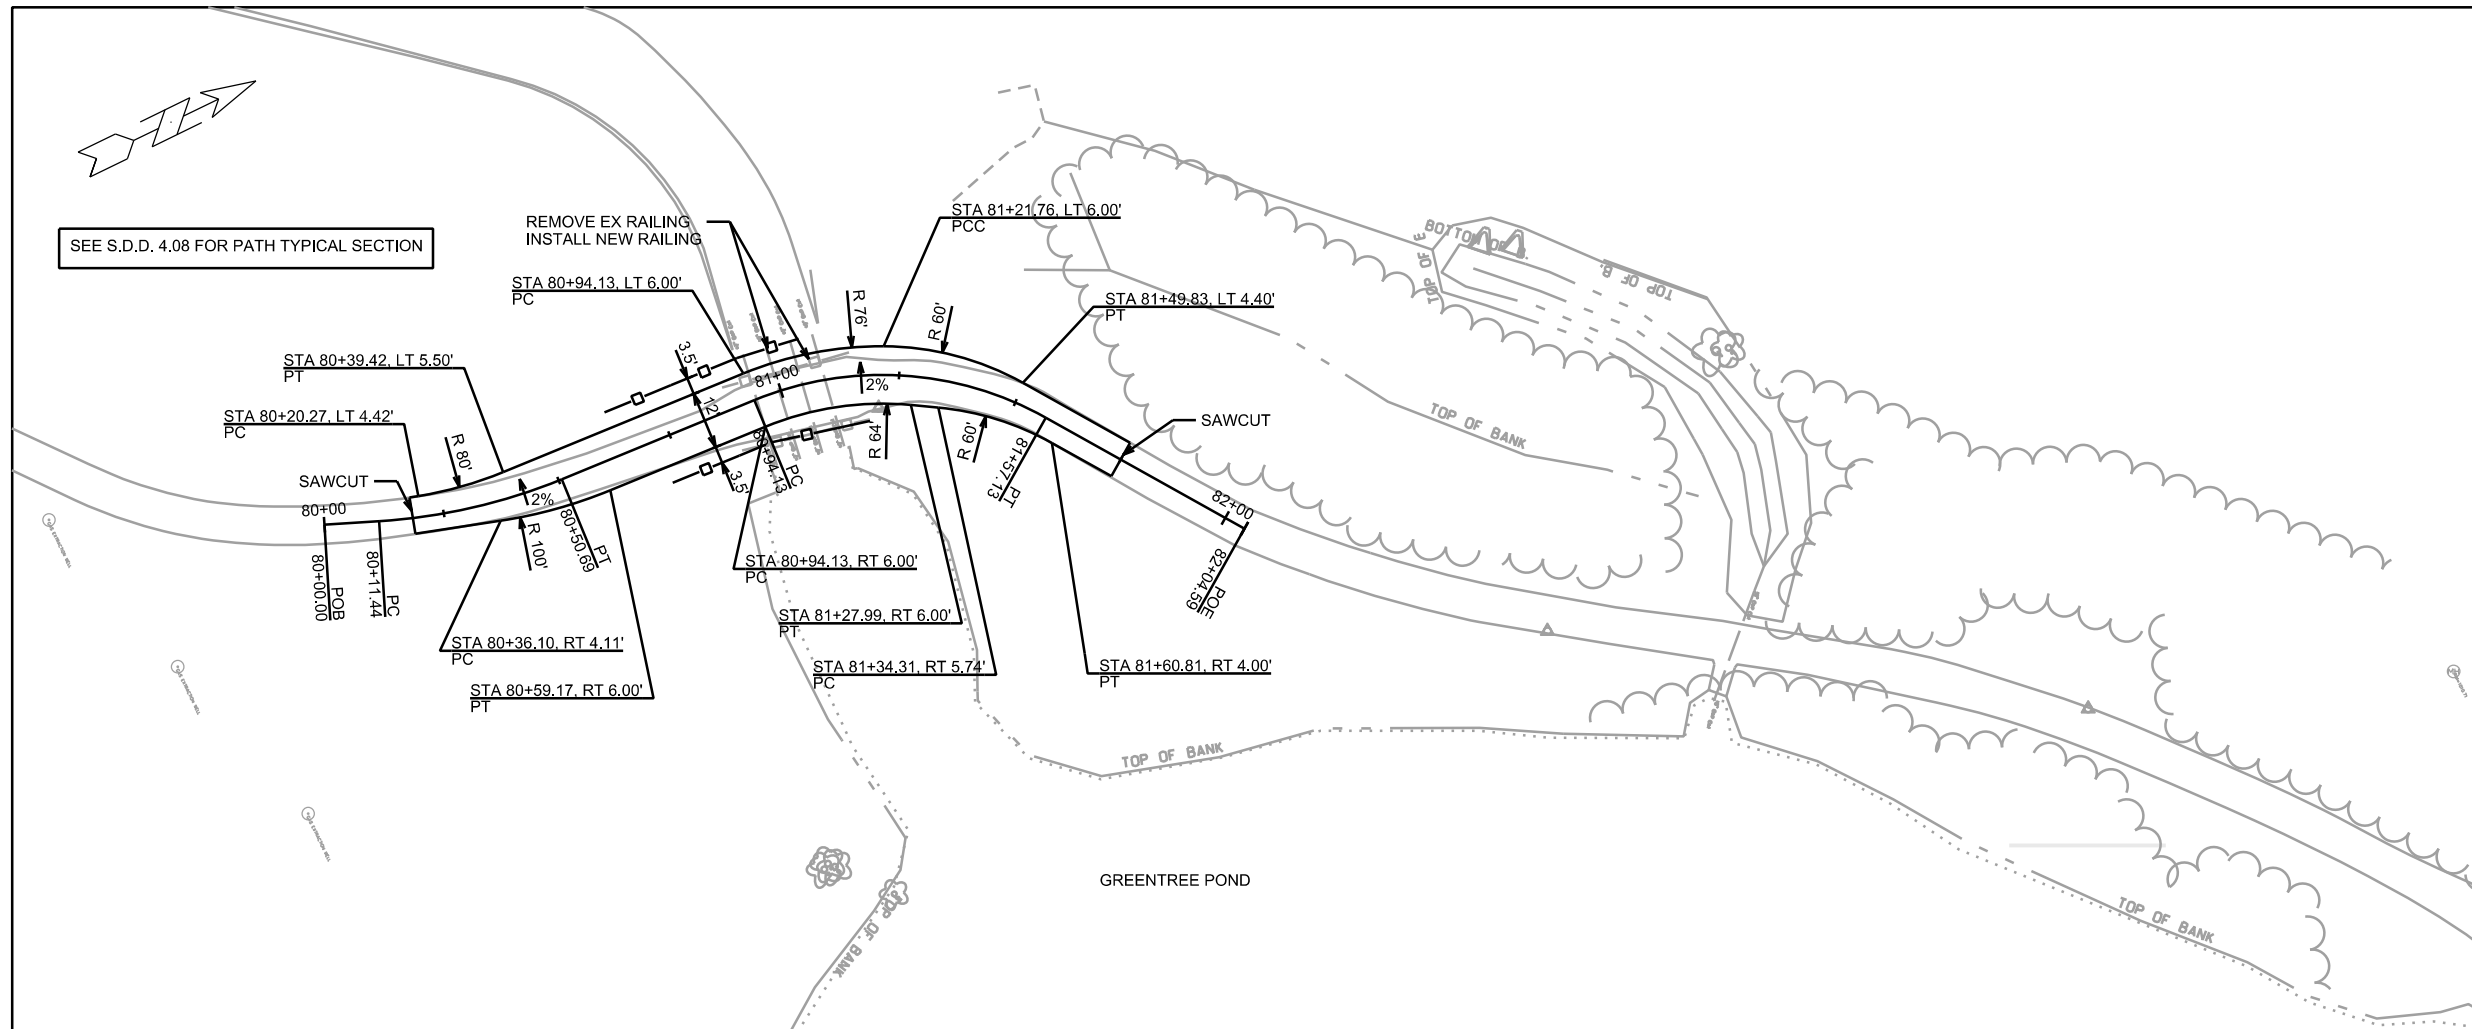 SEE S.D.D. 4.08 FOR PATH TYPICAL SECTION
REMOVE EX RAILING
INSTALL NEW RAILING
STA 81+21.76, LT 6.00'
PCC
STA 80+94.13, LT 6.00'
PC
R 76'
R 60'
STA 81+49.83, LT 4.40'
PT
STA 80+39.42, LT 5.50'
PT
3.5'
81+00
2%
STA 80+20.27, LT 4.42'
PC
12'
SAWCUT
R 80'
R 64'
R 60'
80+94.13
PC
3.5'
81+57.13
PT
SAWCUT
80+00
2%
82+00
R 100'
80+50.69
PT
80+00.00
POB
80+11.44
PC
82+04.59
POE
STA 80+94.13, RT 6.00'
PC
STA 81+27.99, RT 6.00'
PT
STA 80+36.10, RT 4.11'
PC
STA 81+34.31, RT 5.74'
PC
STA 81+60.81, RT 4.00'
PT
STA 80+59.17, RT 6.00'
PT
TOP OF B.
TOP OF BANK
TOP OF BANK
GREENTREE POND
TOP OF BANK
TOP OF BANK